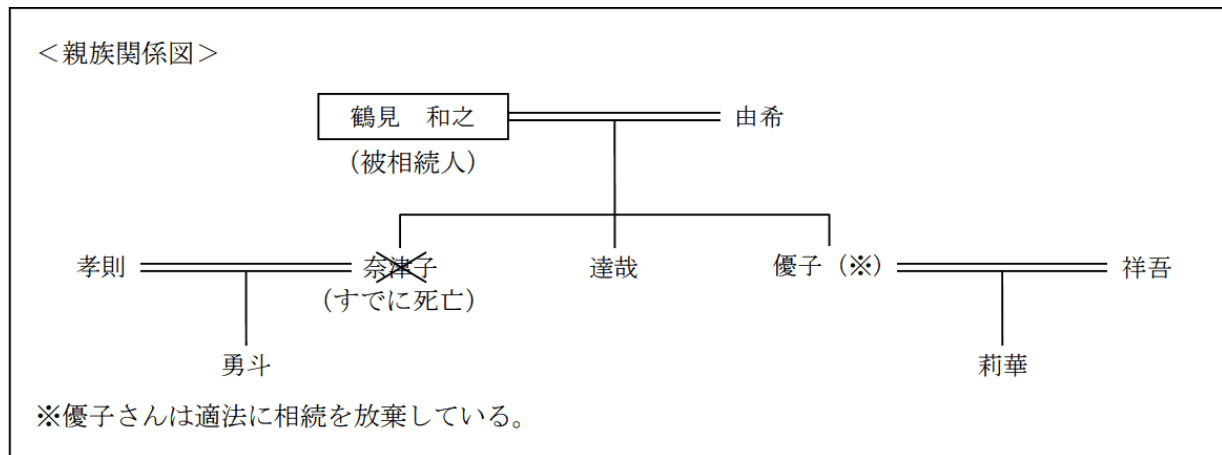 ＜親族関係図＞
鶴見　和之
由希
（被相続人）
孝則
奈津子
達哉
優子（※）
祥吾
（すでに死亡）
勇斗
莉華
※優子さんは適法に相続を放棄している。